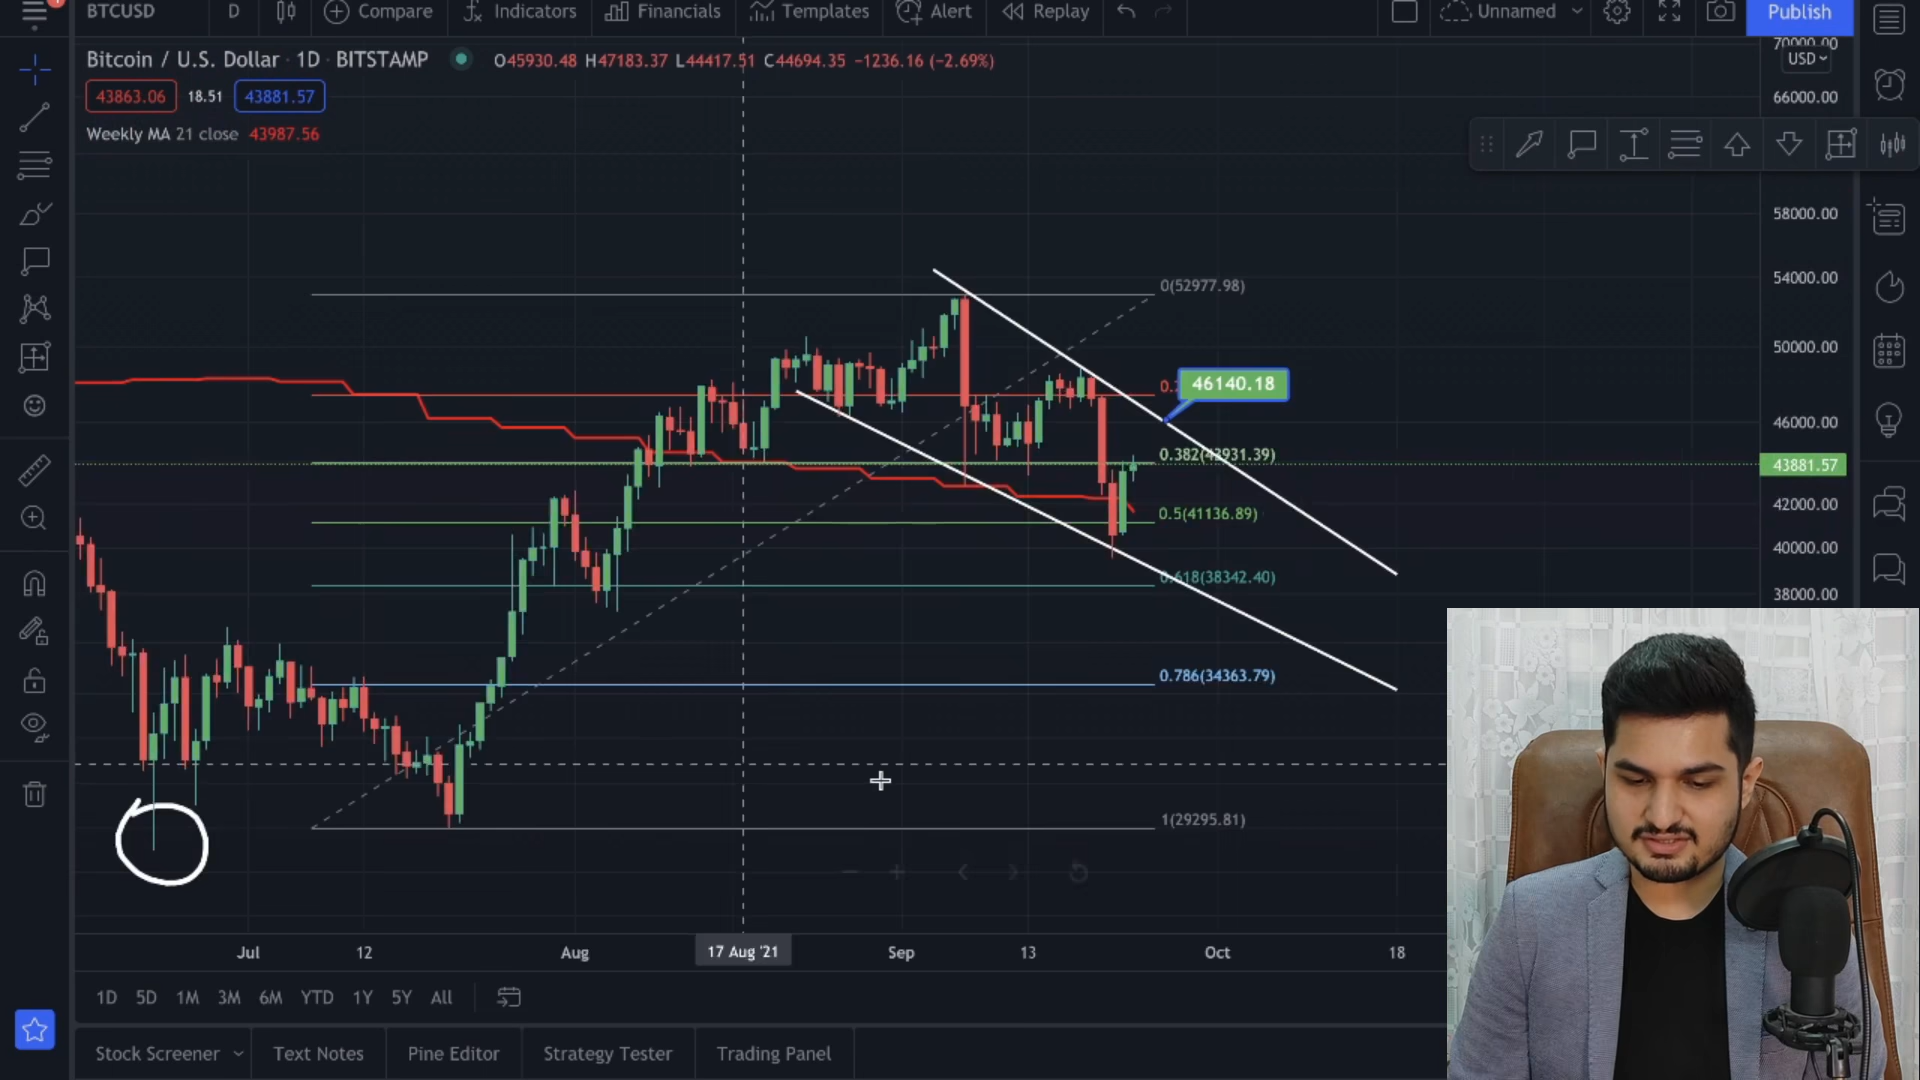 BTCUSD D Compare Indicators Financials Templates Alert Replay Unnamed Publish
Bitcoin / U.S. Dollar · 1D · BITSTAMP O45930.48 H47183.37 L44417.51 C44694.35 −1236.16 (−2.69%)
43863.06 18.51 43881.57
Weekly MA 21 close 43987.56
70000.00
USD
66000.00
58000.00
54000.00
50000.00
46000.00
43881.57
42000.00
40000.00
38000.00
0(52977.98)
46140.18
0.382(43931.39)
0.5(41136.89)
0.618(38342.40)
0.786(34363.79)
1(29295.81)
Jul 12 Aug 17 Aug '21 Sep 13 Oct 18
1D 5D 1M 3M 6M YTD 1Y 5Y All
Stock Screener Text Notes Pine Editor Strategy Tester Trading Panel